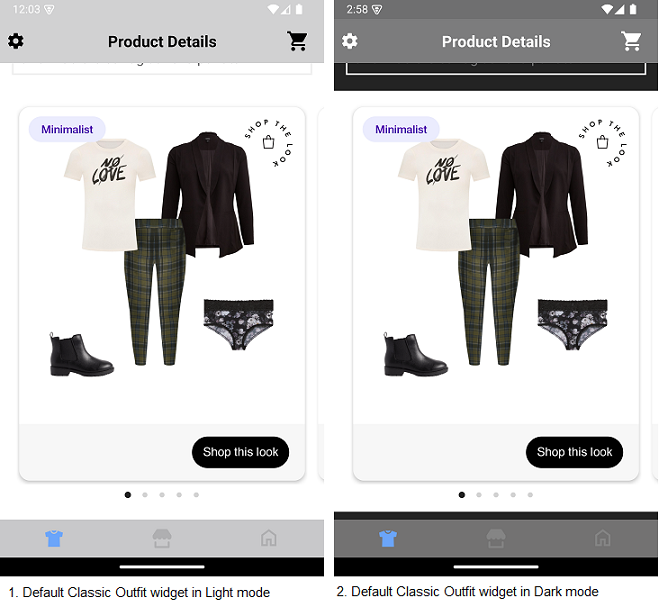 12:03
Product Details
Minimalist
SHOP THE LOOK
NO LOVE
Shop this look
1. Default Classic Outfit widget in Light mode
2:58
Product Details
Minimalist
SHOP THE LOOK
NO LOVE
Shop this look
2. Default Classic Outfit widget in Dark mode